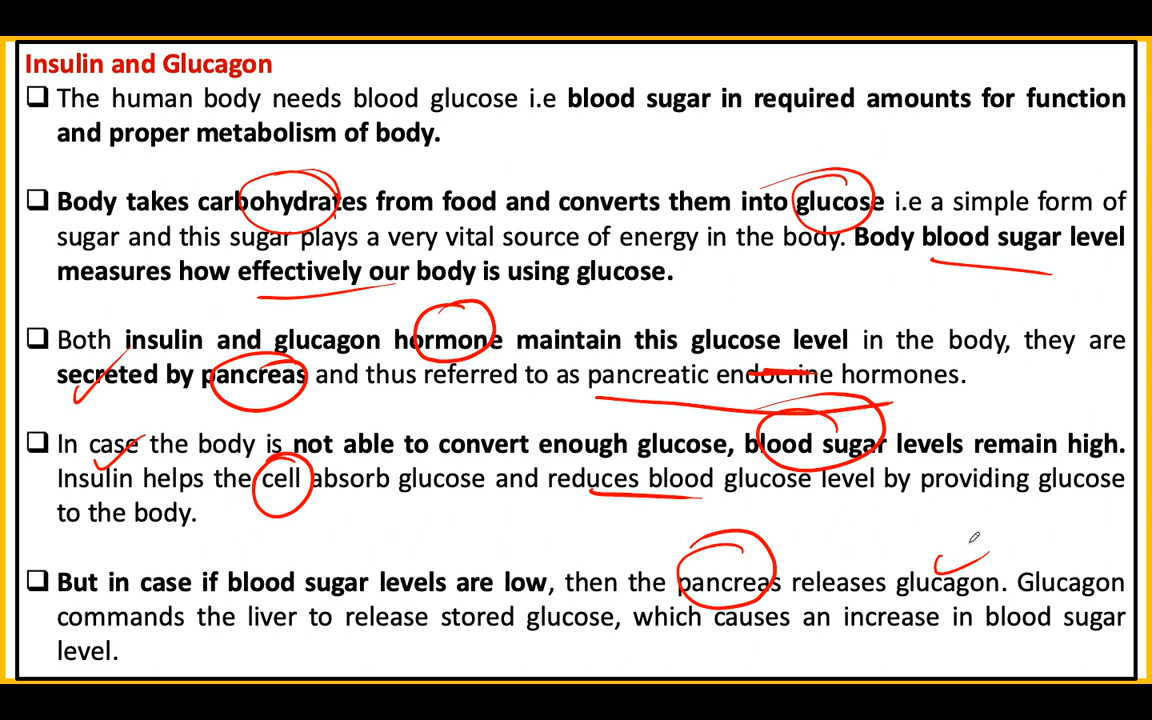 Insulin and Glucagon
❑ The human body needs blood glucose i.e blood sugar in required amounts for function
and proper metabolism of body.
❑ Body takes carbohydrates from food and converts them into glucose i.e a simple form of
sugar and this sugar plays a very vital source of energy in the body. Body blood sugar level
measures how effectively our body is using glucose.
❑ Both insulin and glucagon hormone maintain this glucose level in the body, they are
secreted by pancreas and thus referred to as pancreatic endocrine hormones.
❑ In case the body is not able to convert enough glucose, blood sugar levels remain high.
Insulin helps the cell absorb glucose and reduces blood glucose level by providing glucose
to the body.
❑ But in case if blood sugar levels are low, then the pancreas releases glucagon. Glucagon
commands the liver to release stored glucose, which causes an increase in blood sugar
level.